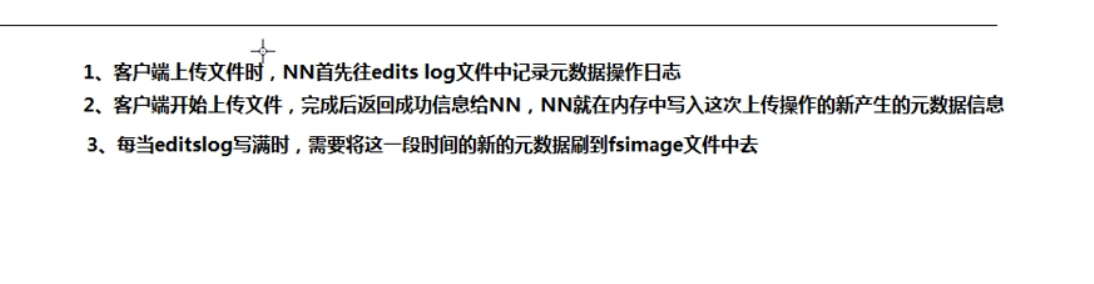 1、客户端上传文件时，NN首先往edits log文件中记录元数据操作日志
2、客户端开始上传文件，完成后返回成功信息给NN，NN就在内存中写入这次上传操作的新产生的元数据信息
3、每当editslog写满时，需要将这一段时间的新的元数据刷到fsimage文件中去